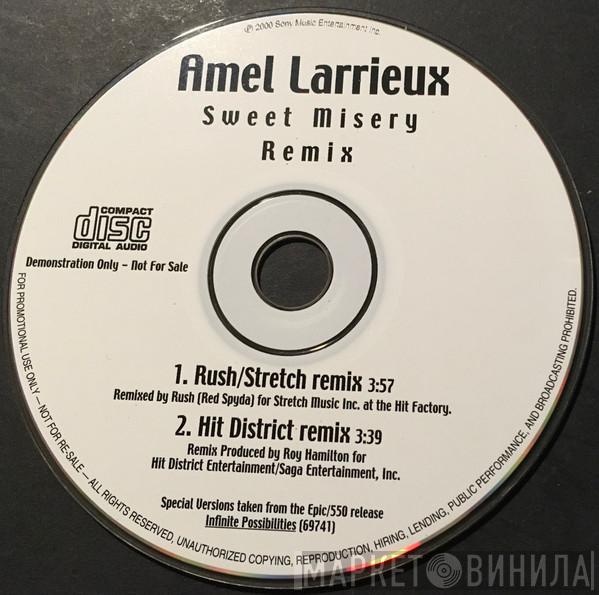 ℗ 2000 Sony Music Entertainment Inc.
Amel Larrieux
Sweet Misery
Remix
COMPACT
disc
DIGITAL AUDIO
Demonstration Only – Not For Sale
1. Rush/Stretch remix 3:57
Remixed by Rush (Red Spyda) for Stretch Music Inc. at the Hit Factory.
2. Hit District remix 3:39
Remix Produced by Roy Hamilton for
Hit District Entertainment/Saga Entertainment, Inc.
Special Versions taken from the Epic/550 release
Infinite Possibilities (69741)
FOR PROMOTIONAL USE ONLY – NOT FOR RE-SALE – ALL RIGHTS RESERVED, UNAUTHORIZED COPYING, REPRODUCTION, HIRING, LENDING, PUBLIC PERFORMANCE, AND BROADCASTING PROHIBITED.
МАРКЕТ ВИНИЛА